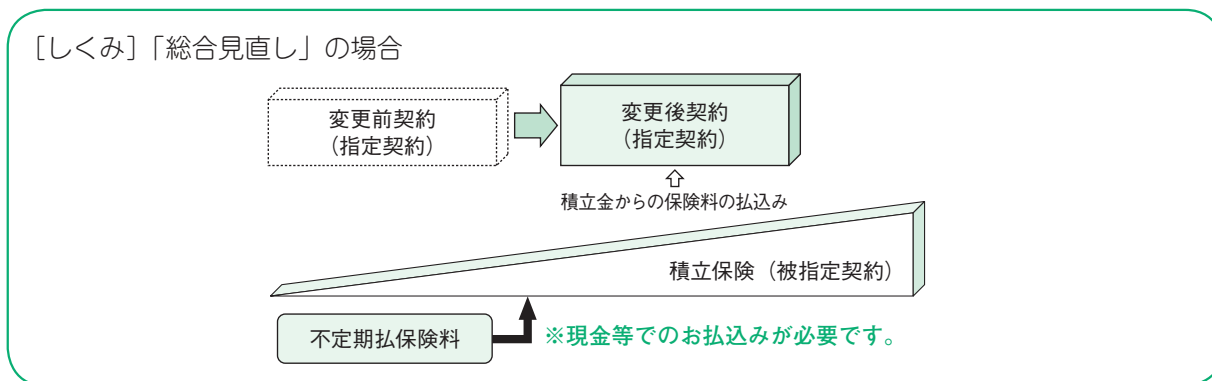 [しくみ]「総合見直し」の場合
変更前契約
(指定契約)
変更後契約
(指定契約)
積立金からの保険料の払込み
積立保険(被指定契約)
不定期払保険料
※現金等でのお払込みが必要です。